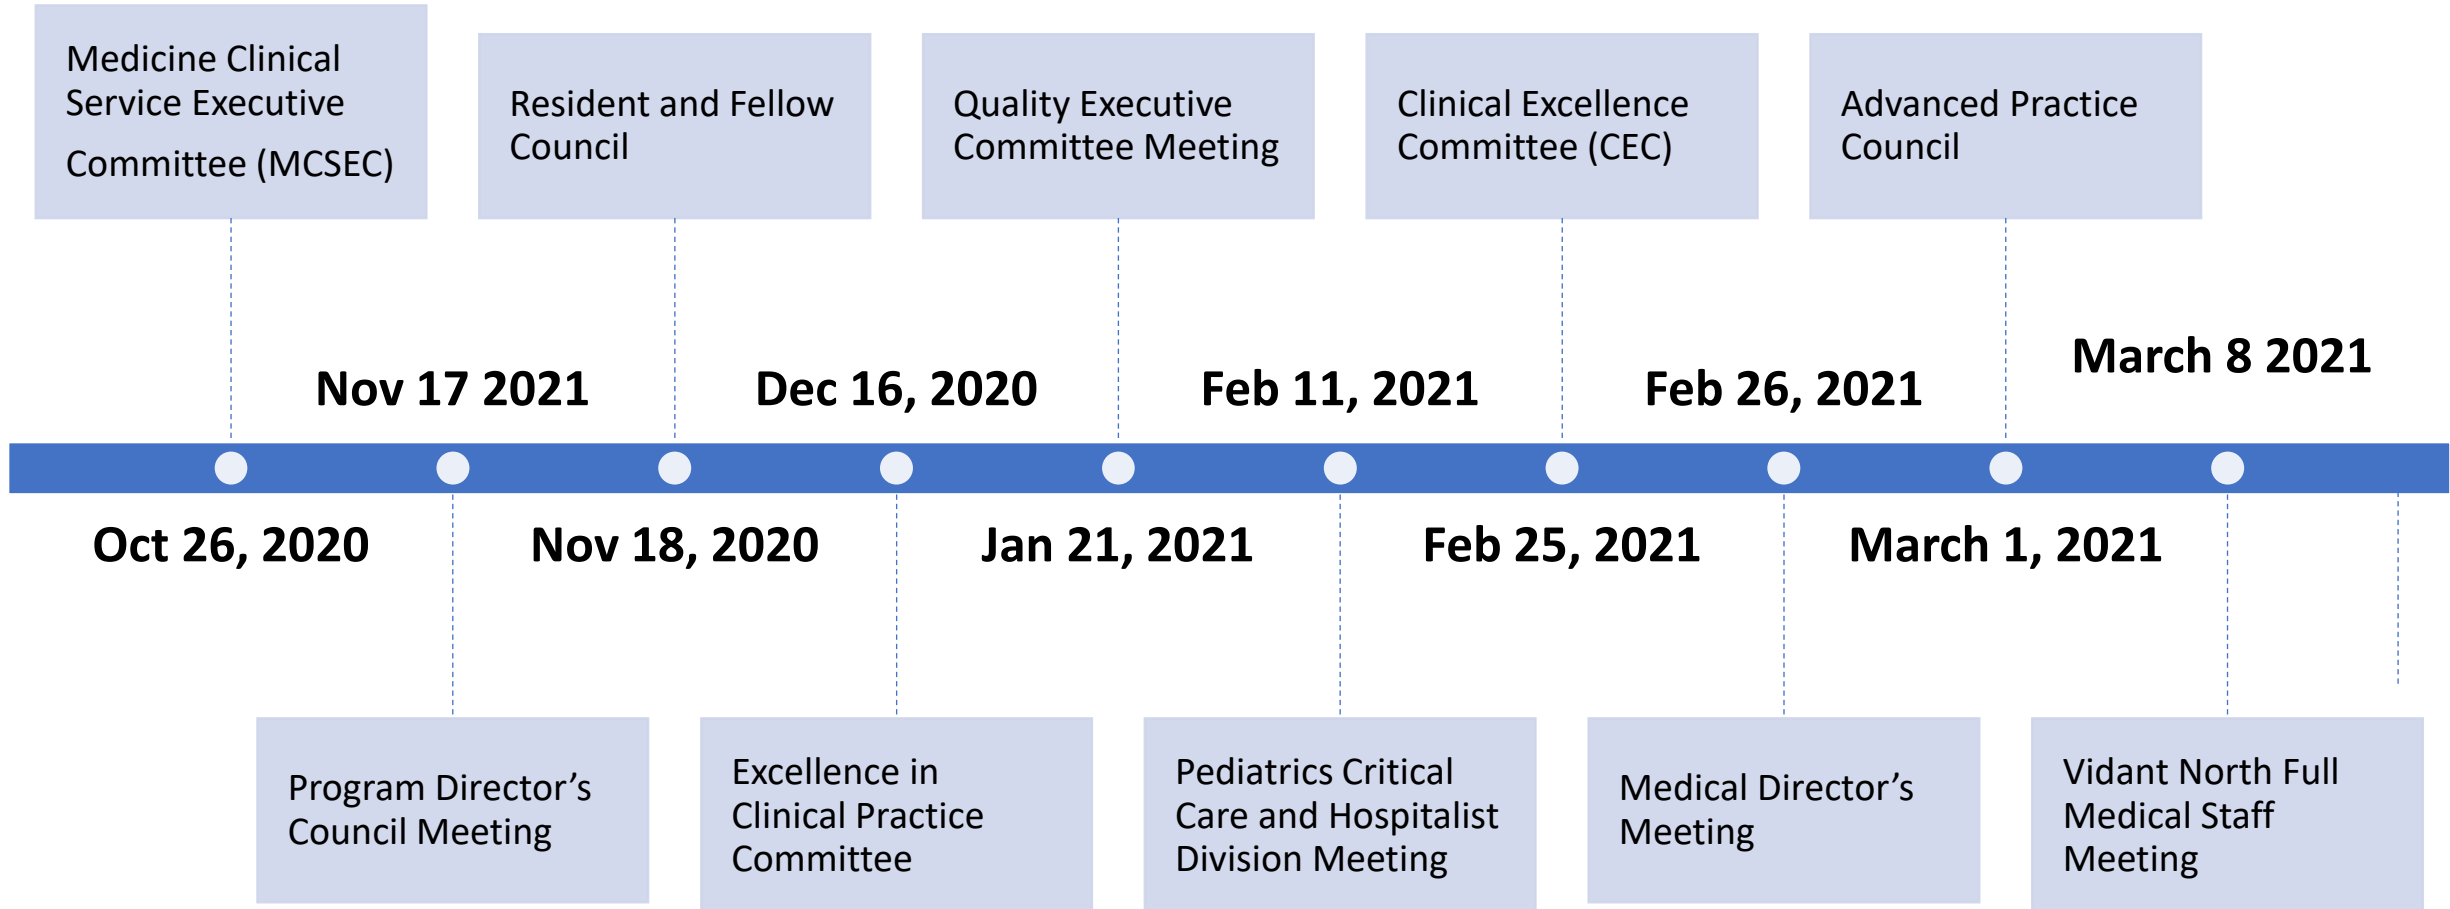 Medicine Clinical
Service Executive
Committee (MCSEC)
Resident and Fellow
Council
Quality Executive
Committee Meeting
Clinical Excellence
Committee (CEC)
Advanced Practice
Council
Nov 17 2021
Dec 16, 2020
Feb 11, 2021
Feb 26, 2021
March 8 2021
Oct 26, 2020
Nov 18, 2020
Jan 21, 2021
Feb 25, 2021
March 1, 2021
Program Director’s
Council Meeting
Excellence in
Clinical Practice
Committee
Pediatrics Critical
Care and Hospitalist
Division Meeting
Medical Director’s
Meeting
Vidant North Full
Medical Staff
Meeting